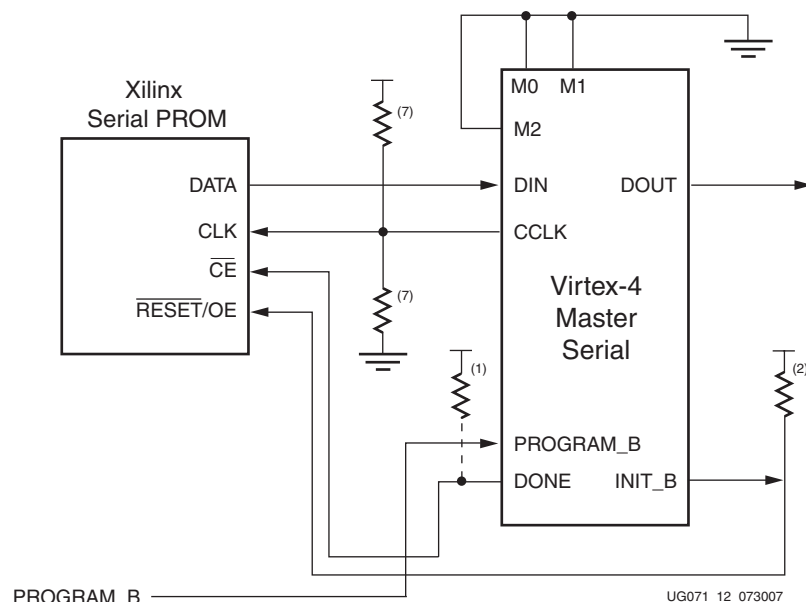 M0 M1
Xilinx
Serial PROM
(7)
M2
DATA
DIN
DOUT
CLK
CCLK
CE
Virtex-4
Master
Serial
(7)
RESET/OE
(1)
(2)
PROGRAM_B
DONE
INIT_B
PROGRAM_B
UG071_12_073007